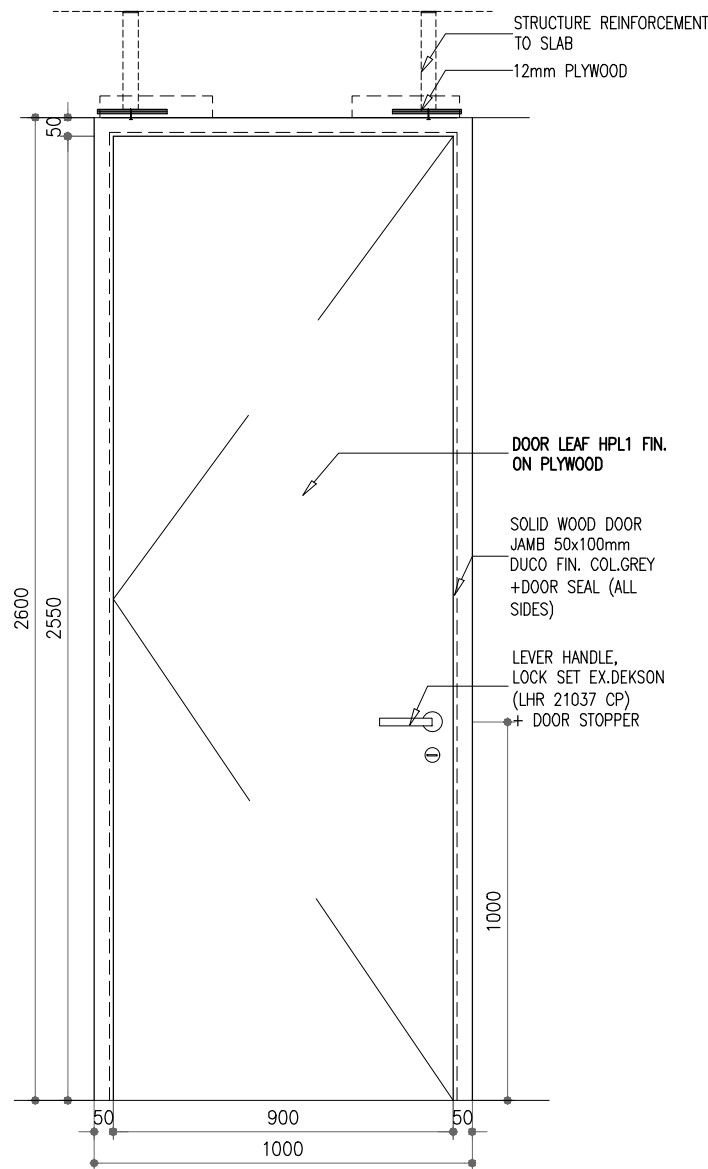 STRUCTURE REINFORCEMENT
TO SLAB
12mm PLYWOOD
50
DOOR LEAF HPL1 FIN.
ON PLYWOOD
SOLID WOOD DOOR
JAMB 50x100mm
DUCO FIN. COL.GREY
+DOOR SEAL (ALL
SIDES)
2600
2550
LEVER HANDLE,
LOCK SET EX.DEKSON
(LHR 21037 CP)
+ DOOR STOPPER
1000
50
900
50
1000